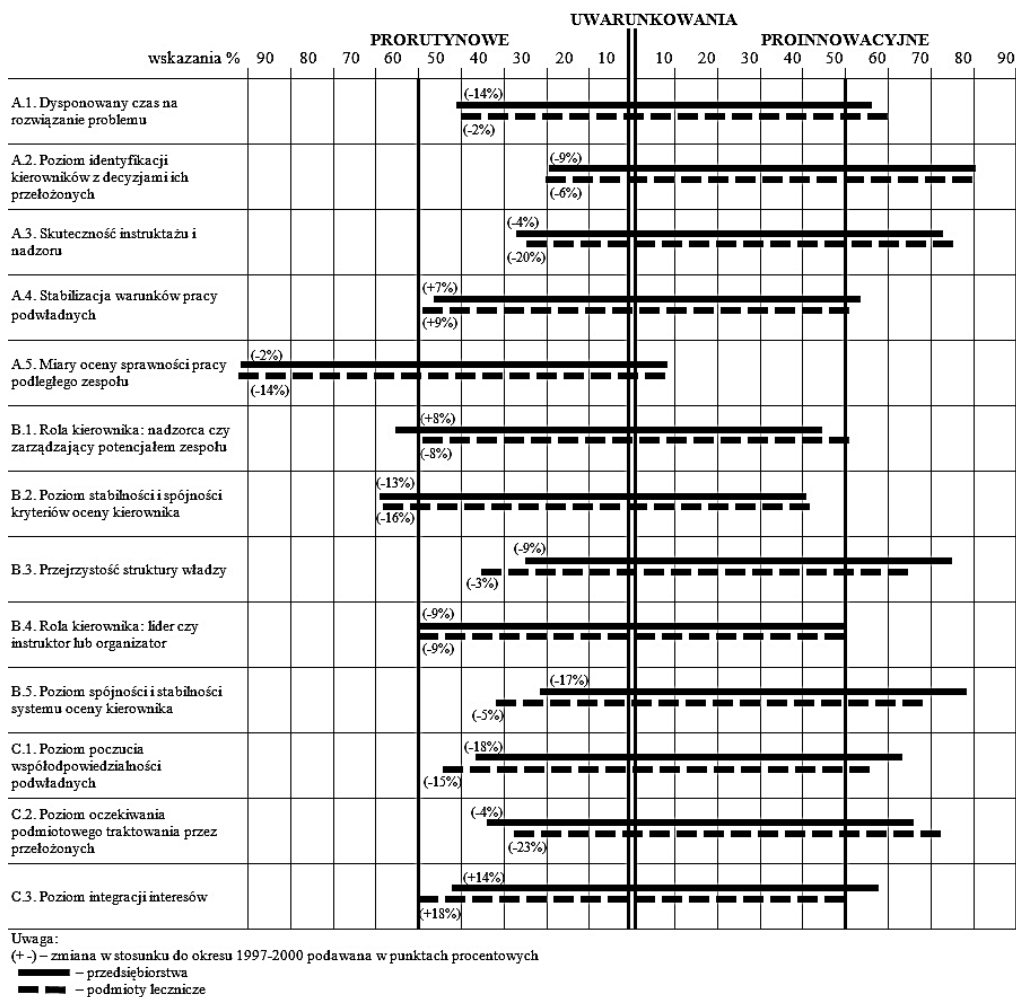 UWARUNKOWANIA
PRORUTYNOWE PROINNOWACYJNE
wskazania % 90 80 70 60 50 40 30 20 10 10 20 30 40 50 60 70 80 90
(-14%)
A.1. Dysponowany czas na
rozwiązanie problemu
(-2%)
A.2. Poziom identyfikacji
(-9%)
kierowników z decyzjami ich
przełożonych
(-6%)
(-4%)
A.3. Skuteczność instruktażu i
nadzoru
(-20%)
(+7%)
A.4. Stabilizacja warunków pracy
podwładnych
(+9%)
(-2%)
A.5. Miary oceny sprawności pracy
podległego zespołu
(-14%)
(+8%)
B.1. Rola kierownika: nadzorca czy
zarządzający potencjałem zespołu
(-8%)
(-13%)
B.2. Poziom stabilności i spójności
kryteriów oceny kierownika
(-16%)
(-9%)
B.3. Przejrzystość struktury władzy
(-3%)
(-9%)
B.4. Rola kierownika: lider czy
instruktor lub organizator
(-9%)
(-17%)
B.5. Poziom spójności i stabilności
systemu oceny kierownika
(-5%)
(-18%)
C.1. Poziom poczucia
współodpowiedzialności
podwładnych
(-15%)
(-4%)
C.2. Poziom oczekiwania
podmiotowego traktowania przez
przełożonych
(-23%)
(+14%)
C.3. Poziom integracji interesów
(+18%)
Uwaga:
(+ -) – zmiana w stosunku do okresu 1997-2000 podawana w punktach procentowych
– przedsiębiorstwa
– podmioty lecznicze